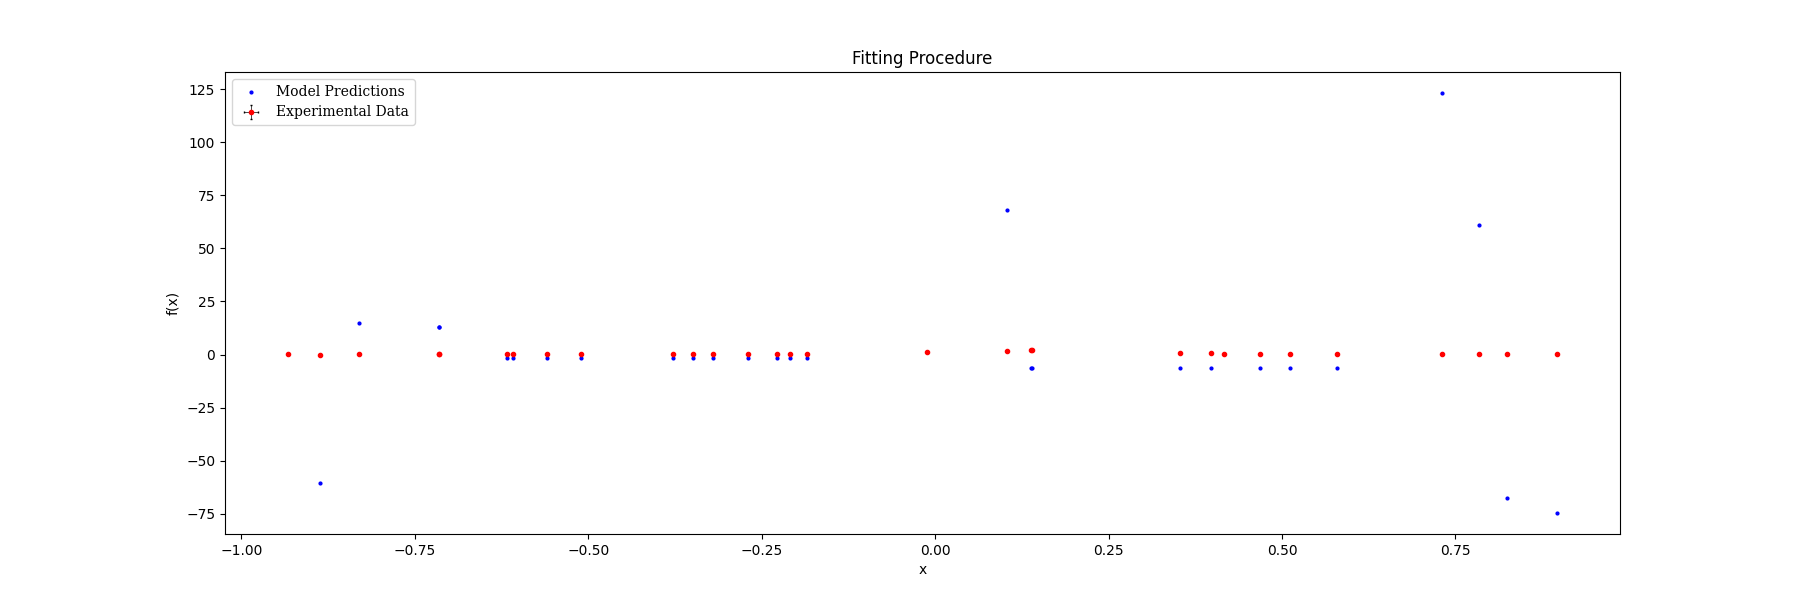 Fitting Procedure
Model Predictions
Experimental Data
f(x)
125
100
75
50
25
0
−25
−50
−75
−1.00 −0.75 −0.50 −0.25 0.00 0.25 0.50 0.75
x